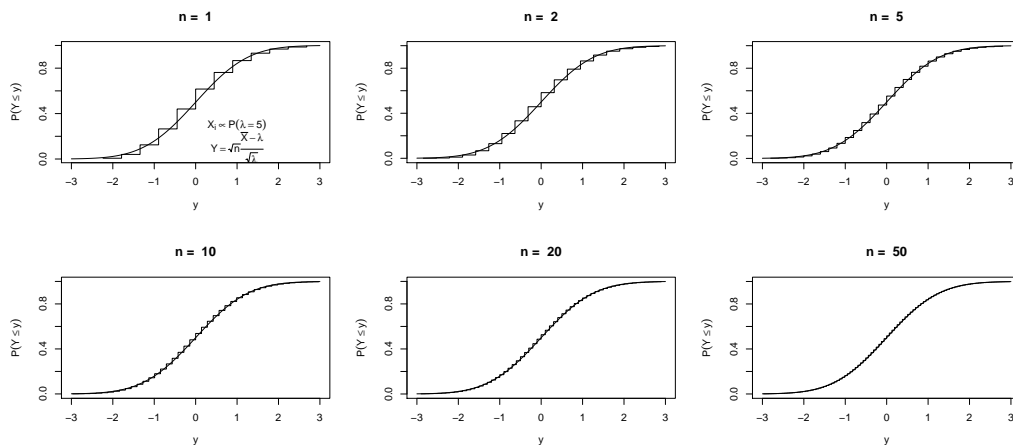 n = 1
P(Y ≤ y)
0.0 0.4 0.8
X_i ∝ P(λ = 5)
Y = √n (X̄ − λ) / √λ
−3 −2 −1 0 1 2 3
y
n = 2
P(Y ≤ y)
0.0 0.4 0.8
−3 −2 −1 0 1 2 3
y
n = 5
P(Y ≤ y)
0.0 0.4 0.8
−3 −2 −1 0 1 2 3
y
n = 10
P(Y ≤ y)
0.0 0.4 0.8
−3 −2 −1 0 1 2 3
y
n = 20
P(Y ≤ y)
0.0 0.4 0.8
−3 −2 −1 0 1 2 3
y
n = 50
P(Y ≤ y)
0.0 0.4 0.8
−3 −2 −1 0 1 2 3
y